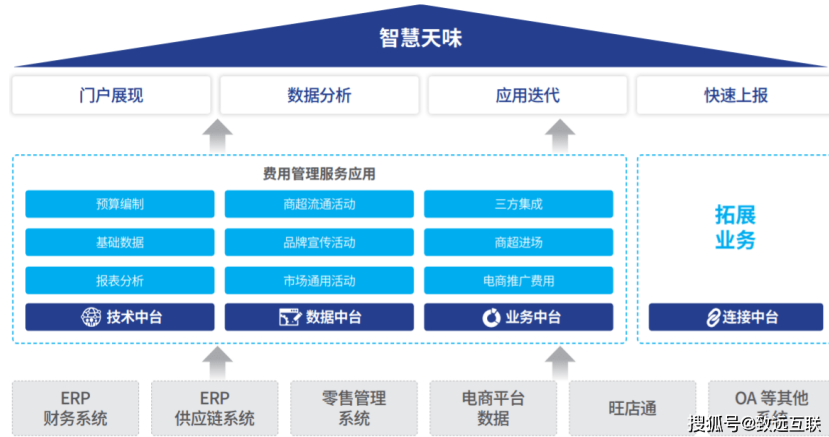 智慧天味
门户展现
数据分析
应用迭代
快速上报
费用管理服务应用
预算编制
商超流通活动
三方集成
基础数据
品牌宣传活动
商超进场
报表分析
市场通用活动
电商推广费用
技术中台
数据中台
业务中台
拓展
业务
连接中台
ERP
财务系统
ERP
供应链系统
零售管理
系统
电商平台
数据
旺店通
OA 等其他
系统
搜狐号@致远互联